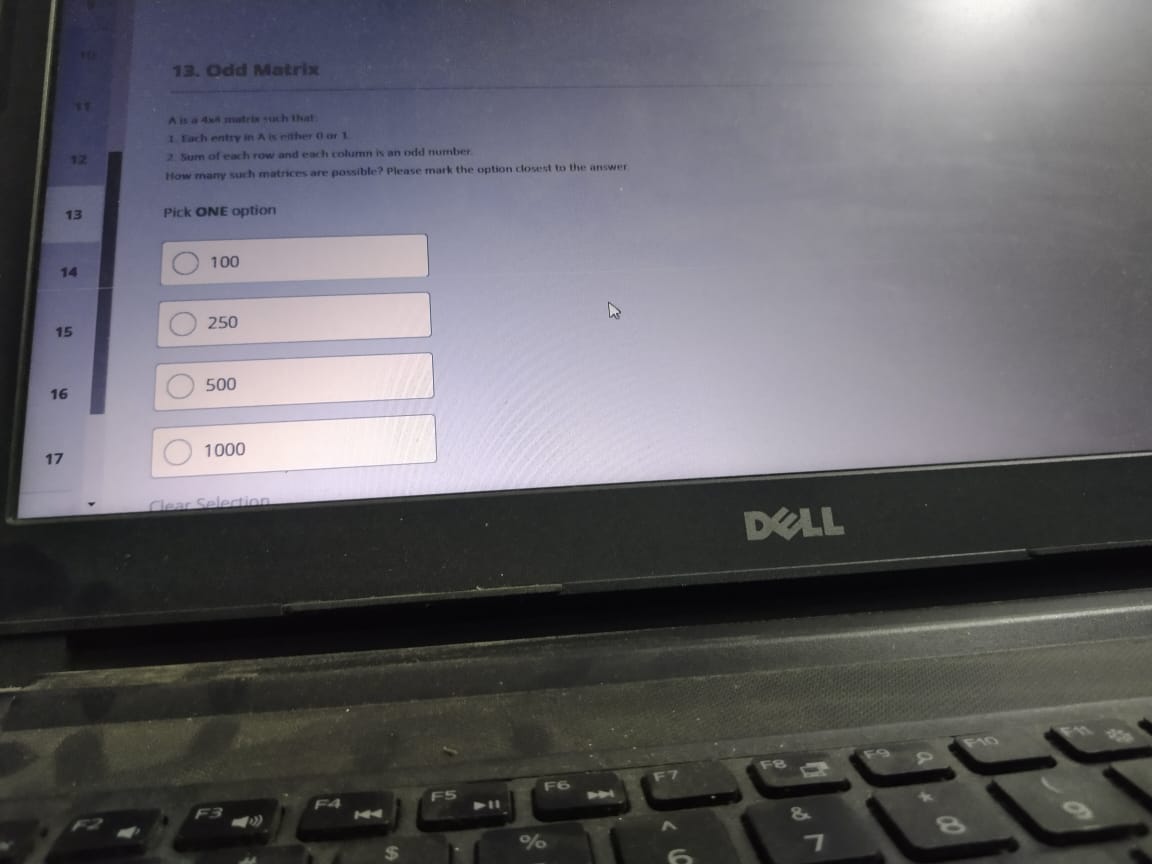 10
11
12
13
14
15
16
17
13. Odd Matrix
A is a 4x4 matrix such that:
1. Each entry in A is either 0 or 1.
2. Sum of each row and each column is an odd number.
How many such matrices are possible? Please mark the option closest to the answer
Pick ONE option
100
250
500
1000
Clear Selection
DELL
F2
F3
F4
F5
F6
F7
F8
F9
F10
F11
$
%
^
6
&
7
*
8
(
9